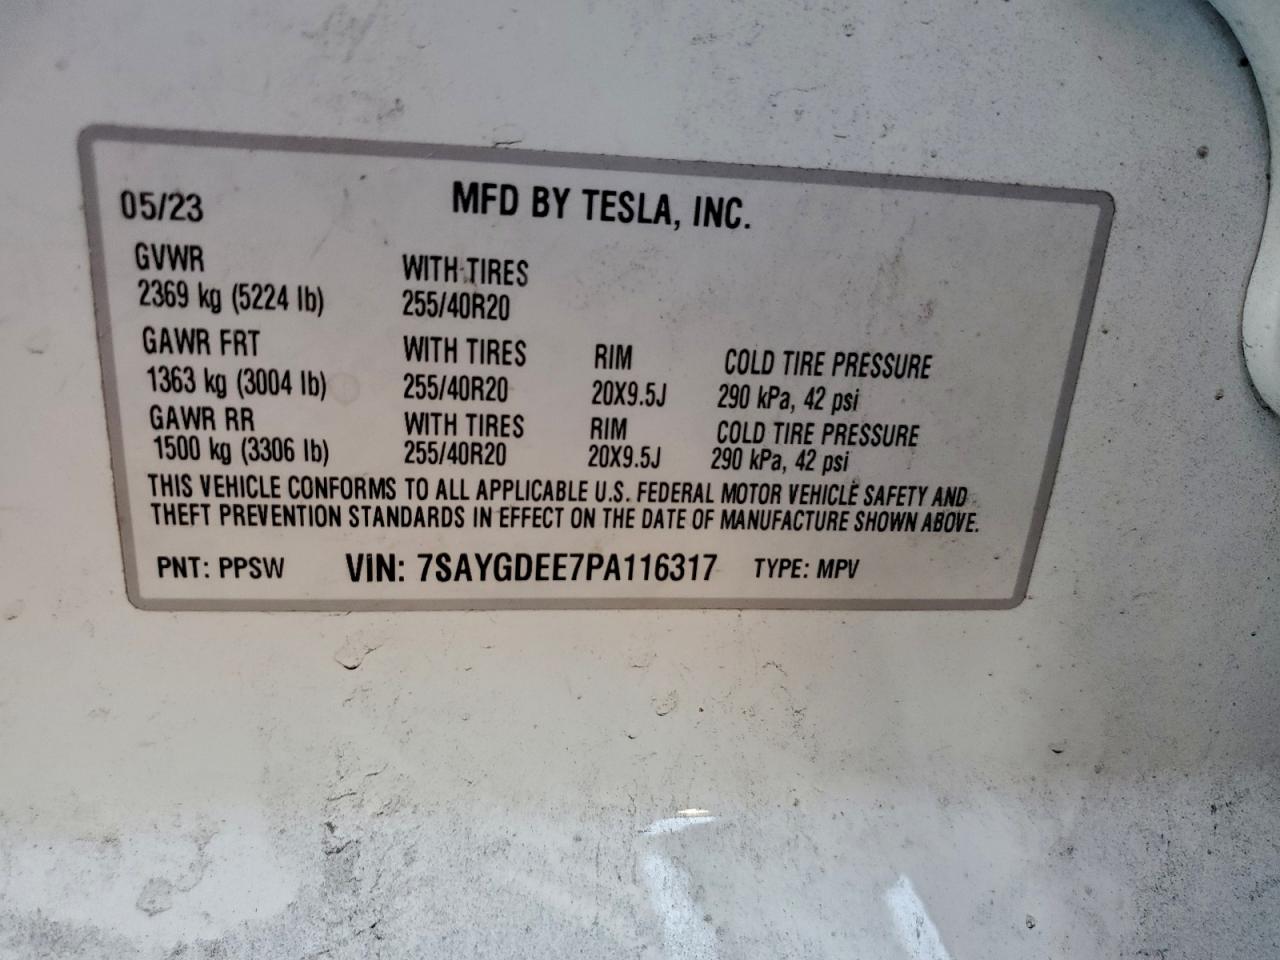 05/23 MFD BY TESLA, INC.
GVWR WITH TIRES
2369 kg (5224 lb) 255/40R20
GAWR FRT WITH TIRES RIM COLD TIRE PRESSURE
1363 kg (3004 lb) 255/40R20 20X9.5J 290 kPa, 42 psi
GAWR RR WITH TIRES RIM COLD TIRE PRESSURE
1500 kg (3306 lb) 255/40R20 20X9.5J 290 kPa, 42 psi
THIS VEHICLE CONFORMS TO ALL APPLICABLE U.S. FEDERAL MOTOR VEHICLE SAFETY AND
THEFT PREVENTION STANDARDS IN EFFECT ON THE DATE OF MANUFACTURE SHOWN ABOVE.
PNT: PPSW VIN: 7SAYGDEE7PA116317 TYPE: MPV